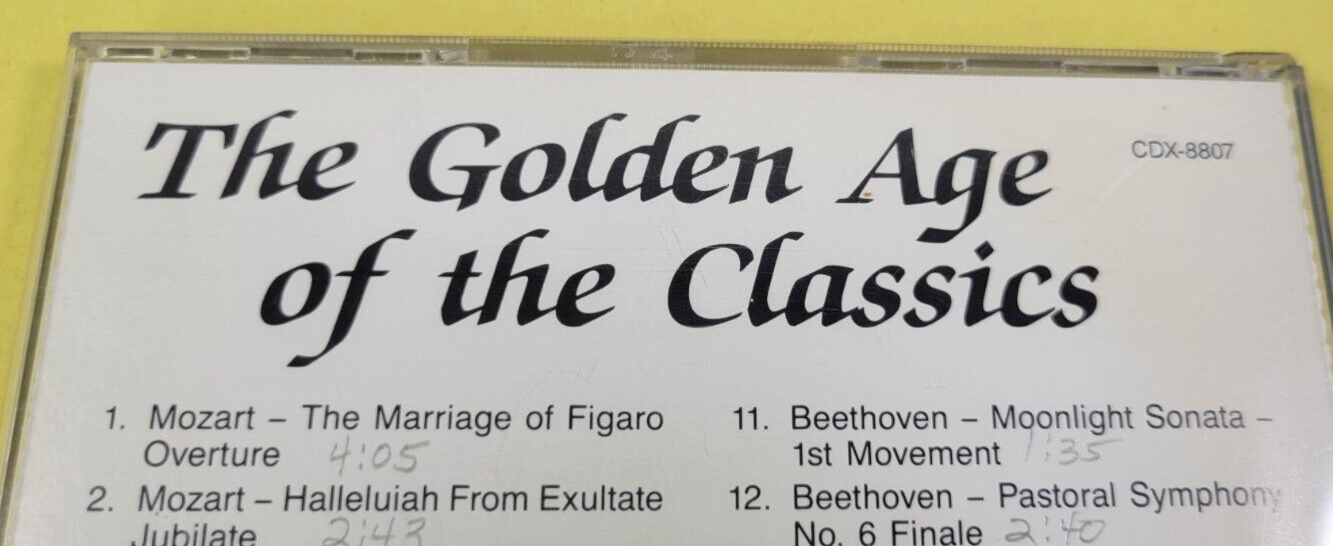 The Golden Age
CDX-8807
of the Classics
1. Mozart – The Marriage of Figaro
Overture 4:05
2. Mozart – Halleluiah From Exultate
Jubilate 2:43
11. Beethoven – Moonlight Sonata –
1st Movement 1:35
12. Beethoven – Pastoral Symphony
No. 6 Finale 2:40